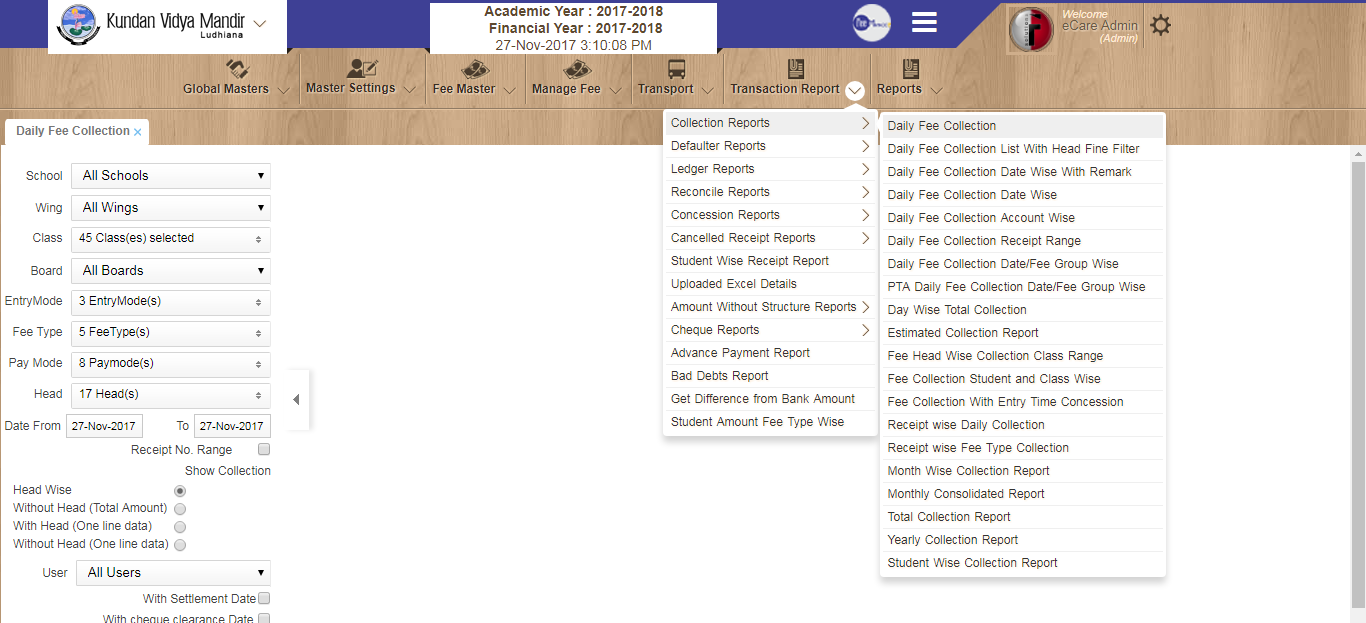 Kundan Vidya Mandir
Ludhiana
Academic Year : 2017-2018
Financial Year : 2017-2018
27-Nov-2017 3:10:08 PM
Welcome
eCare Admin
(Admin)
Global Masters
Master Settings
Fee Master
Manage Fee
Transport
Transaction Report
Reports
Daily Fee Collection ×
School All Schools
Wing All Wings
Class 45 Class(es) selected
Board All Boards
EntryMode 3 EntryMode(s)
Fee Type 5 FeeType(s)
Pay Mode 8 Paymode(s)
Head 17 Head(s)
Date From 27-Nov-2017 To 27-Nov-2017
Receipt No. Range
Show Collection
Head Wise
Without Head (Total Amount)
With Head (One line data)
Without Head (One line data)
User All Users
With Settlement Date
With cheque clearance Date
Collection Reports
Defaulter Reports
Ledger Reports
Reconcile Reports
Concession Reports
Cancelled Receipt Reports
Student Wise Receipt Report
Uploaded Excel Details
Amount Without Structure Reports
Cheque Reports
Advance Payment Report
Bad Debts Report
Get Difference from Bank Amount
Student Amount Fee Type Wise
Daily Fee Collection
Daily Fee Collection List With Head Fine Filter
Daily Fee Collection Date Wise With Remark
Daily Fee Collection Date Wise
Daily Fee Collection Account Wise
Daily Fee Collection Receipt Range
Daily Fee Collection Date/Fee Group Wise
PTA Daily Fee Collection Date/Fee Group Wise
Day Wise Total Collection
Estimated Collection Report
Fee Head Wise Collection Class Range
Fee Collection Student and Class Wise
Fee Collection With Entry Time Concession
Receipt wise Daily Collection
Receipt wise Fee Type Collection
Month Wise Collection Report
Monthly Consolidated Report
Total Collection Report
Yearly Collection Report
Student Wise Collection Report